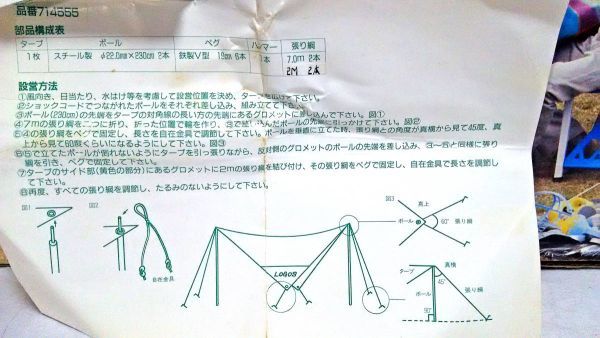 品番714555
部品構成表
タープ ポール ペグ ハンマー 張り綱
1枚 スチール製 φ22.0mm×230cm 2本 鉄製V型 19cm 6本 1本 7.0m 2本
2M 2本
設営方法
①風向き、日当たり、水はけ等を考慮して設営位置を決め、タープを広げて下さい。
②ショックコードでつながれたポールをそれぞれ差し込み、組み立てて下さい。
③ポール(230cm)の先端をタープの対角線の長い方の先端にあるグロメットに差し込んで下さい。図①
④7mの張り綱を二つに折り、折った位置で輪を作り、③で差し込んだポールの先端に引っかけて下さい。図②
⑤④の張り綱をペグで固定し、長さを自在金具で調節して下さい。ポールを垂直に立てた時、張り綱との角度が真横から見て45度、真
上から見て60度くらいになるようにして下さい。図③
⑥⑤で立てたポールが倒れないようにタープを引っ張りながら、反対側のグロメットのポールの先端を差し込み、③〜⑤と同様に張り
綱を引き、ペグで固定して下さい。
⑦タープのサイド部(黄色の部分)にあるグロメットに2mの張り綱を結び付け、その張り綱をペグで固定し、自在金具で長さを調節し
て下さい。
⑧再度、すべての張り綱を調節し、たるみのないようにして下さい。
図1
図2
自在金具
LOGOS
図3
真上
ポール
60°
張り綱
真横
タープ
45°
ポール
張り綱
90°